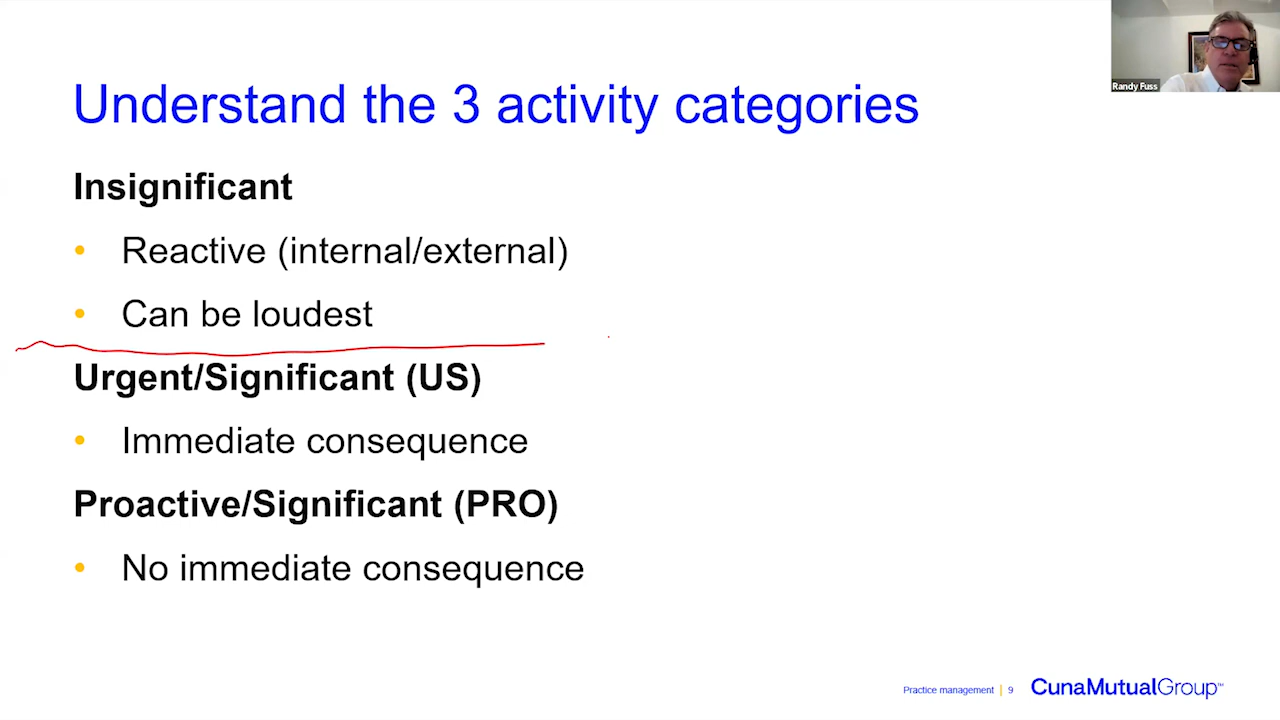 Randy Fuss
Understand the 3 activity categories
Insignificant
• Reactive (internal/external)
• Can be loudest
Urgent/Significant (US)
• Immediate consequence
Proactive/Significant (PRO)
• No immediate consequence
Practice management | 9 CunaMutualGroup™